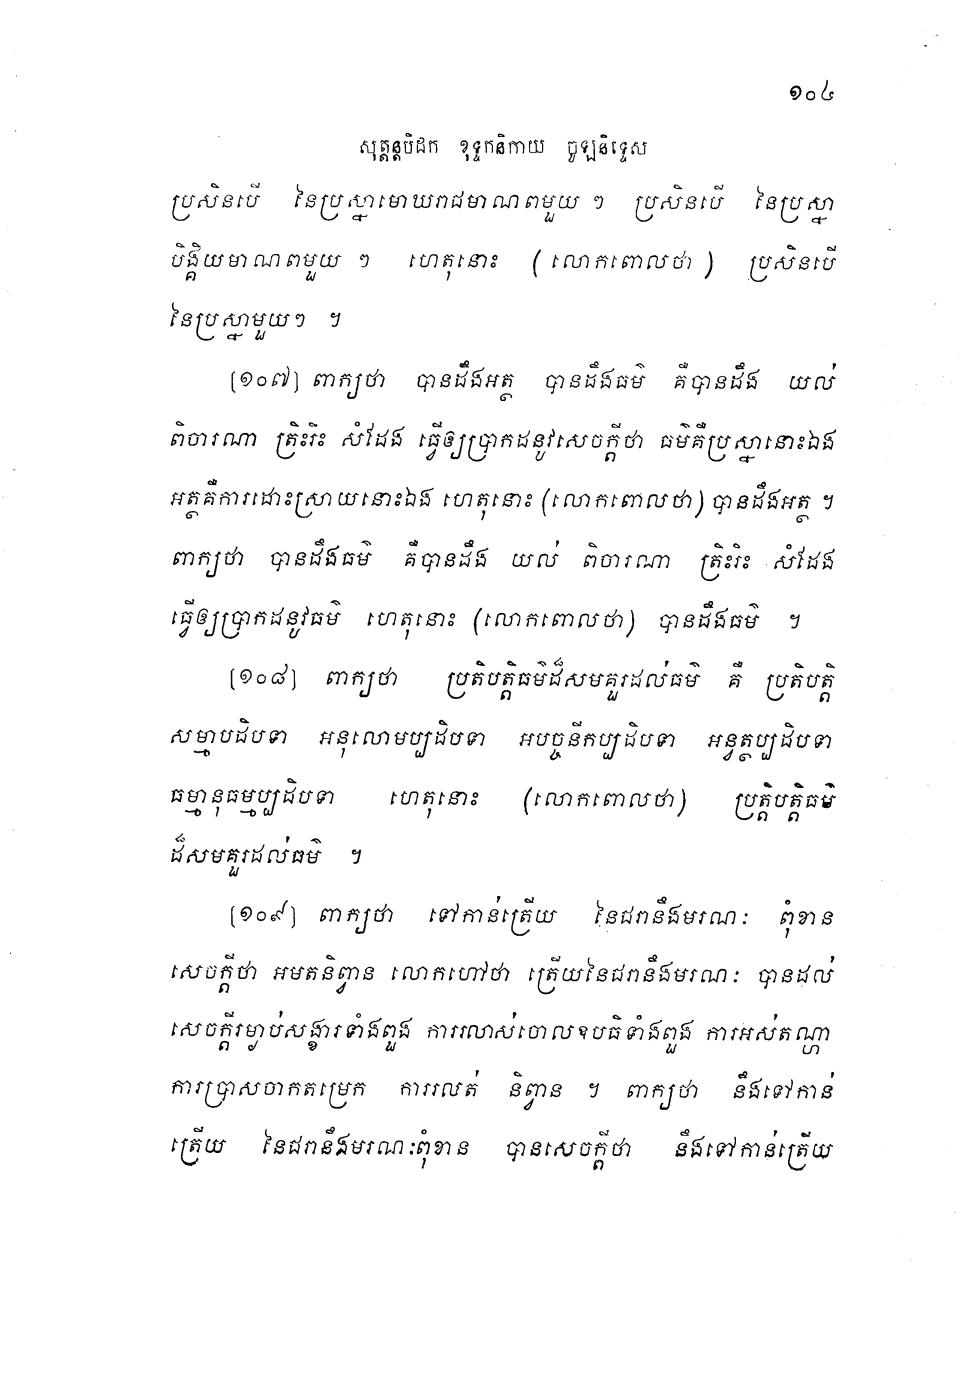 ១០៤
សុត្តន្តបិដក ខុទ្ទកនិកាយ ចូឡនិទ្ទេស
ប្រសិនបើ នៃប្រស្នាមោឃរាជមាណពមួយ ៗ ប្រសិនបើ នៃប្រស្នា
បិង្គិយមាណពមួយ ៗ ហេតុនោះ (លោកពោលថា) ប្រសិនបើ
នៃប្រស្នាមួយៗ ។
[១០៧] ពាក្យថា បានដឹងអត្ថ បានដឹងធម៌ គឺបានដឹង យល់
ពិចារណា ត្រិះរិះ សំដែង ធ្វើឲ្យប្រាកដនូវសេចក្តីថា ធម៌គឺប្រស្នានោះឯង
អត្ថគឺការដោះស្រាយនោះឯង ហេតុនោះ (លោកពោលថា) បានដឹងអត្ថ ។
ពាក្យថា បានដឹងធម៌ គឺបានដឹង យល់ ពិចារណា ត្រិះរិះ សំដែង
ធ្វើឲ្យប្រាកដនូវធម៌ ហេតុនោះ (លោកពោលថា) បានដឹងធម៌ ។
[១០៨] ពាក្យថា ប្រតិបត្តិធម៌ដ៏សមគួរដល់ធម៌ គឺ ប្រតិបត្តិ
សម្មាបដិបទា អនុលោមប្បដិបទា អបច្ចនីកប្បដិបទា អន្វត្ថប្បដិបទា
ធម្មានុធម្មប្បដិបទា ហេតុនោះ (លោកពោលថា) ប្រត្តិបត្តិធម៌
ដ៏សមគួរដល់ធម៌ ។
[១០៩] ពាក្យថា ទៅកាន់ត្រើយ នៃជរានឹងមរណៈ ពុំខាន
សេចក្តីថា អមតនិព្វាន លោកហៅថា ត្រើយនៃជរានឹងមរណៈ បានដល់
សេចក្តីរម្ងាប់សង្ខារទាំងពួង ការរលាស់ចោលឧបធិទាំងពួង ការអស់តណ្ហា
ការប្រាសចាកតម្រេក ការរលត់ និព្វាន ។ ពាក្យថា នឹងទៅកាន់
ត្រើយ នៃជរានឹងមរណៈពុំខាន បានសេចក្តីថា នឹងទៅកាន់ត្រើយ